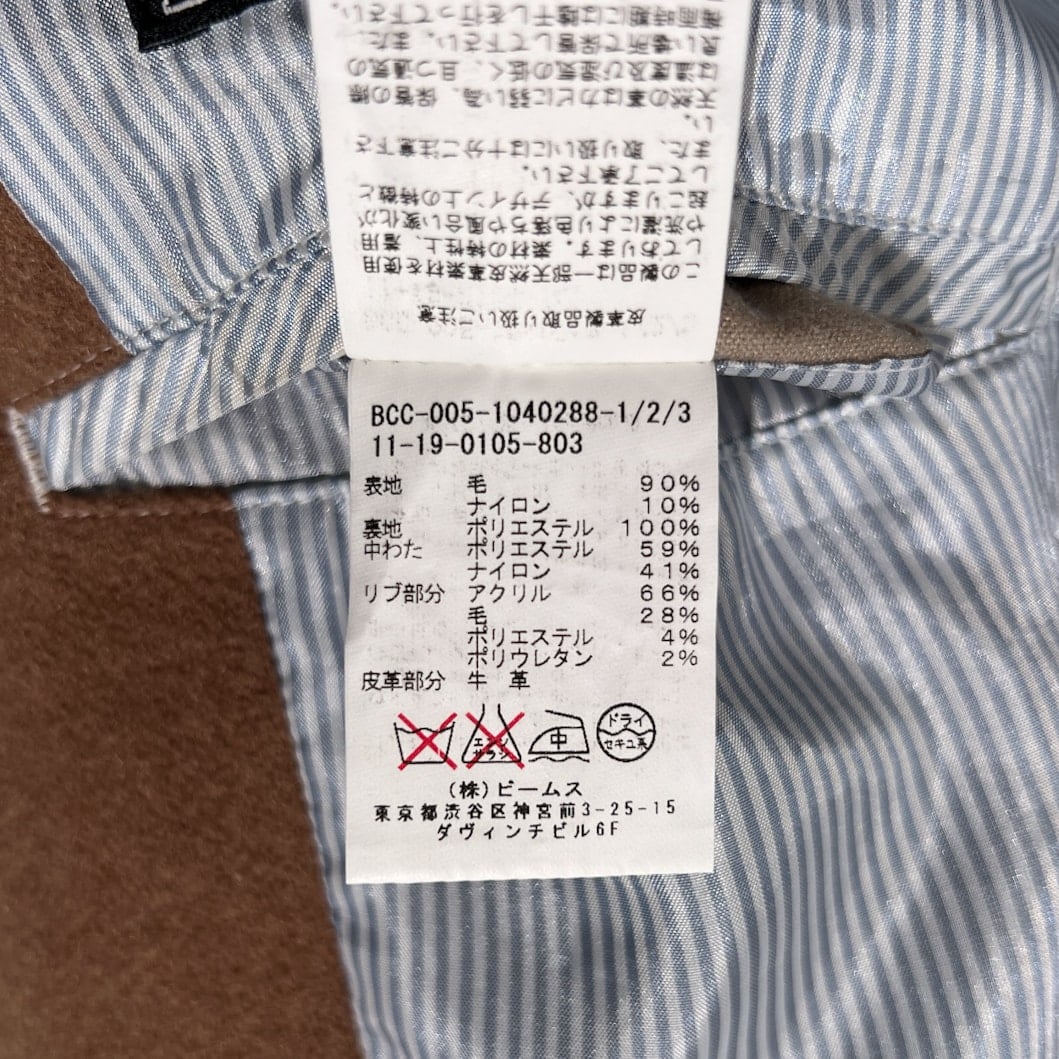 皮革製品取り扱いご注意
この製品は一部天然皮革素材を使用
しております。素材の特性上、着用
や洗濯により色落ちや風合い変化が
起こりますが、デザイン上の特徴と
してご了承下さい。
また、取り扱いには十分ご注意下さ
い。
天然の革はカビに弱い為、保管の際
は温度及び湿気の低く、且つ通気の
良い場所で保管して下さい。また、
梅雨時期には陰干しを行って下さ
BCC-005-1040288-1/2/3
11-19-0105-803
表地 毛 90%
ナイロン 10%
裏地 ポリエステル 100%
中わた ポリエステル 59%
ナイロン 41%
リブ部分 アクリル 66%
毛 28%
ポリエステル 4%
ポリウレタン 2%
皮革部分 牛 革
エンソ
サラシ
中
ドライ
セキユ系
(株)ビームス
東京都渋谷区神宮前3-25-15
ダヴィンチビル6F